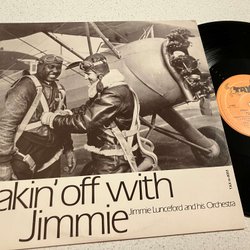 akin' off with
Jimmie
Jimmie Lunceford and his Orchestra